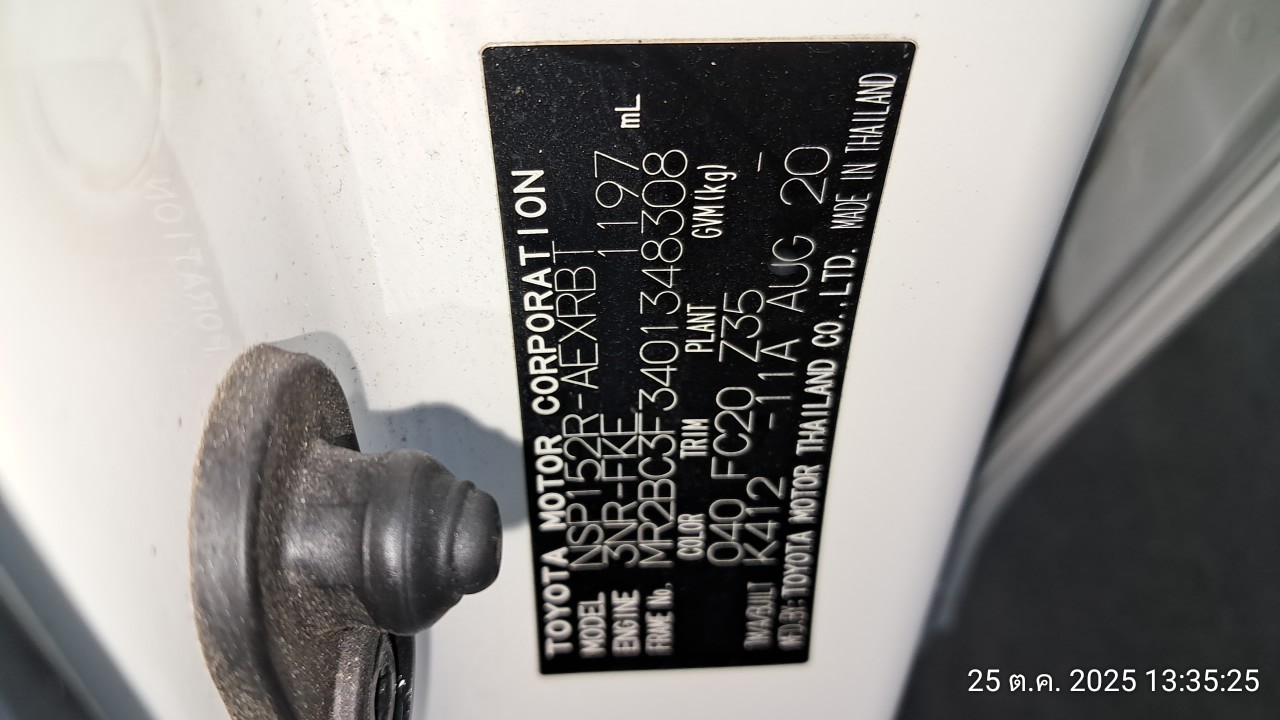 TOYOTA MOTOR CORPORATION
MODEL NSP152R-AEXRBT
ENGINE 3NR-FKE 1197 mL
FRAME No. MR2BC3F3401348308
COLOR TRIM PLANT GVM(kg)
040 FC20 Z35 -
TMA/BUILT K412 -11A AUG 20
MFD.BY:TOYOTA MOTOR THAILAND CO.,LTD. MADE IN THAILAND
25 ต.ค. 2025 13:35:25